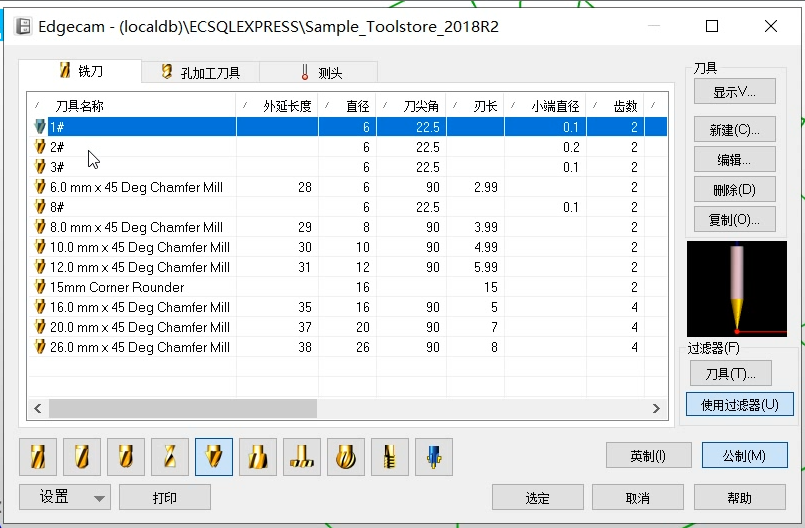 Edgecam - (localdb)\ECSQLEXPRESS\Sample_Toolstore_2018R2
铣刀 孔加工刀具 测头
刀具名称 外延长度 直径 刀尖角 刃长 小端直径 齿数
1# 6 22.5 0.1 2
2# 6 22.5 0.2 2
3# 6 22.5 0.1 2
6.0 mm x 45 Deg Chamfer Mill 28 6 90 2.99 2
8# 6 22.5 0.1 2
8.0 mm x 45 Deg Chamfer Mill 29 8 90 3.99 2
10.0 mm x 45 Deg Chamfer Mill 30 10 90 4.99 2
12.0 mm x 45 Deg Chamfer Mill 31 12 90 5.99 2
15mm Corner Rounder 16 15 2
16.0 mm x 45 Deg Chamfer Mill 35 16 90 5 4
20.0 mm x 45 Deg Chamfer Mill 37 20 90 7 4
26.0 mm x 45 Deg Chamfer Mill 38 26 90 8 4
刀具
显示V...
新建(C)...
编辑...
删除(D)
复制(O)...
过滤器(F)
刀具(T)...
使用过滤器(U)
英制(I) 公制(M)
设置 打印 选定 取消 帮助